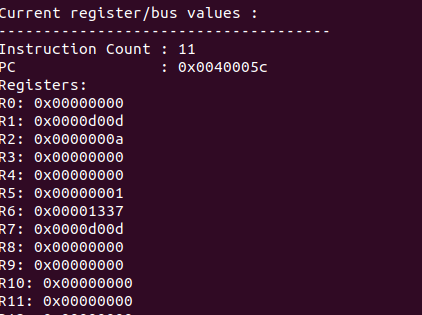 Current register/bus values :
-------------------------------------
Instruction Count : 11
PC                : 0x0040005c
Registers:
R0: 0x00000000
R1: 0x0000d00d
R2: 0x0000000a
R3: 0x00000000
R4: 0x00000000
R5: 0x00000001
R6: 0x00001337
R7: 0x0000d00d
R8: 0x00000000
R9: 0x00000000
R10: 0x00000000
R11: 0x00000000